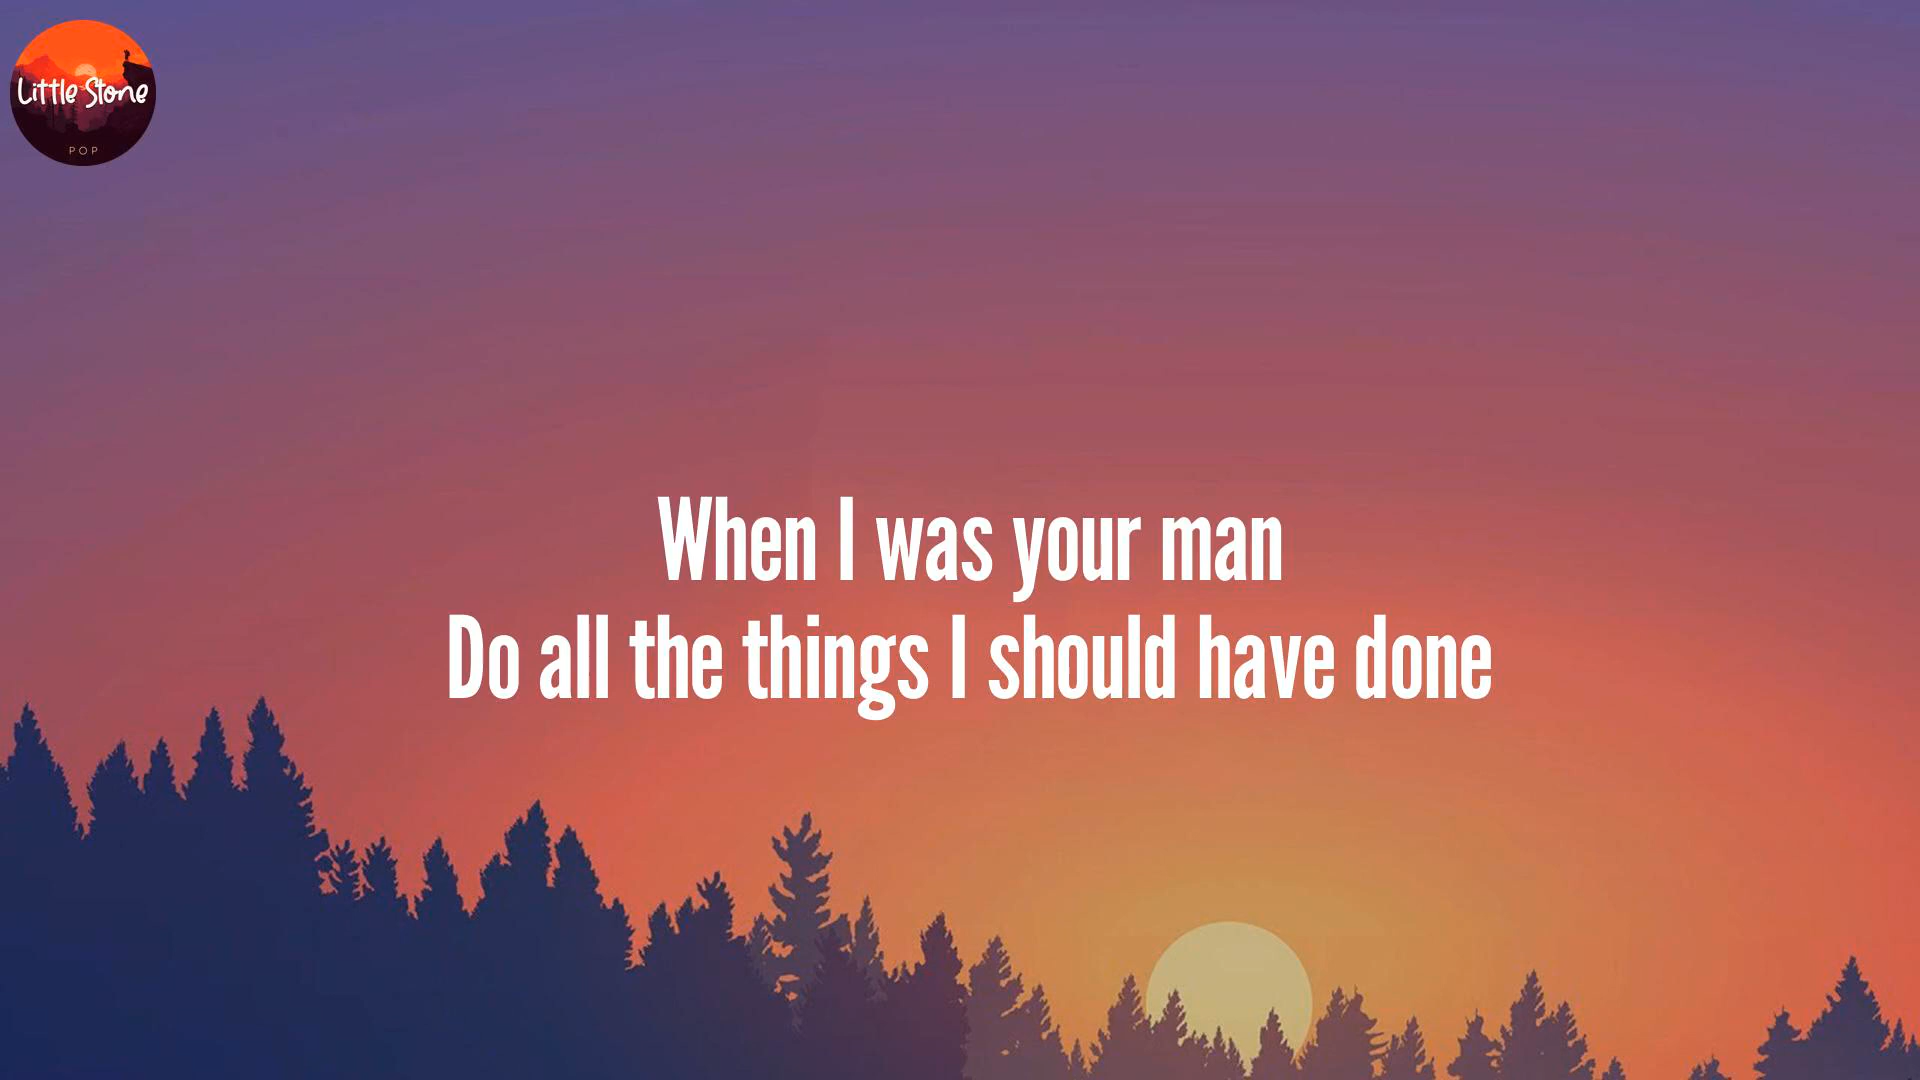 Little Stone
POP
When I was your man
Do all the things I should have done